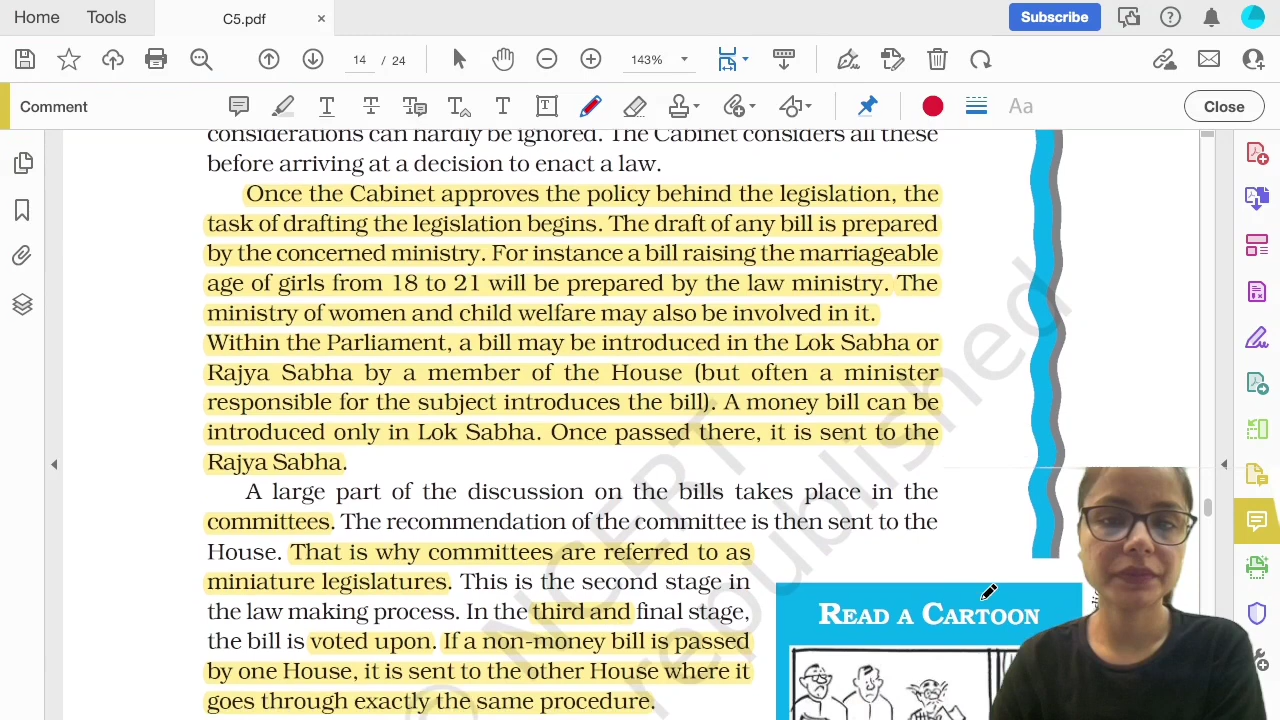 Home Tools C5.pdf × Subscribe
14 / 24 143%
Comment Aa Close
considerations can hardly be ignored. The Cabinet considers all these
before arriving at a decision to enact a law.
Once the Cabinet approves the policy behind the legislation, the
task of drafting the legislation begins. The draft of any bill is prepared
by the concerned ministry. For instance a bill raising the marriageable
age of girls from 18 to 21 will be prepared by the law ministry. The
ministry of women and child welfare may also be involved in it.
Within the Parliament, a bill may be introduced in the Lok Sabha or
Rajya Sabha by a member of the House (but often a minister
responsible for the subject introduces the bill). A money bill can be
introduced only in Lok Sabha. Once passed there, it is sent to the
Rajya Sabha.
A large part of the discussion on the bills takes place in the
committees. The recommendation of the committee is then sent to the
House. That is why committees are referred to as
miniature legislatures. This is the second stage in
the law making process. In the third and final stage,
the bill is voted upon. If a non-money bill is passed
by one House, it is sent to the other House where it
goes through exactly the same procedure.
READ A CARTOON
© NCERT
republished